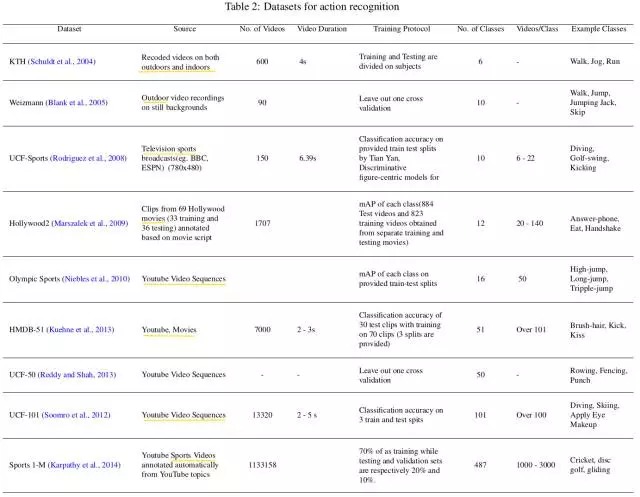 Table 2: Datasets for action recognition
Dataset Source No. of Videos Video Duration Training Protocol No. of Classes Videos/Class Example Classes
KTH (Schuldt et al., 2004) Recoded videos on both outdoors and indoors 600 4s Training and Testing are divided on subjects 6 - Walk, Jog, Run
Weizmann (Blank et al., 2005) Outdoor video recordings on still backgrounds 90 Leave out one cross validation 10 - Walk, Jump, Jumping Jack, Skip
UCF-Sports (Rodriguez et al., 2008) Television sports broadcasts(eg. BBC, ESPN) (780x480) 150 6.39s Classification accuracy on provided train test splits by Tian Yan, Discriminative figure-centric models for 10 6 - 22 Diving, Golf-swing, Kicking
Hollywood2 (Marszalek et al., 2009) Clips from 69 Hollywood movies (33 training and 36 testing) annotated based on movie script 1707 mAP of each class(884 Test videos and 823 training videos obtained from separate training and testing movies) 12 20 - 140 Answer-phone, Eat, Handshake
Olympic Sports (Niebles et al., 2010) Youtube Video Sequences mAP of each class on provided train-test splits 16 50 High-jump, Long-jump, Tripple-jump
HMDB-51 (Kuehne et al., 2013) Youtube, Movies 7000 2 - 3s Classification accuracy of 30 test clips with training on 70 clips (3 splits are provided) 51 Over 101 Brush-hair, Kick, Kiss
UCF-50 (Reddy and Shah, 2013) Youtube Video Sequences - - Leave out one cross validation 50 - Rowing, Fencing, Punch
UCF-101 (Soomro et al., 2012) Youtube Video Sequences 13320 2 - 5 s Classification accuracy on 3 train and test spits 101 Over 100 Diving, Skiing, Apply Eye Makeup
Sports 1-M (Karpathy et al., 2014) Youtube Sports Videos annotated automatically from YouTube topics 1133158 70% of as training while testing and validation sets are respectively 20% and 10%. 487 1000 - 3000 Cricket, disc golf, gliding